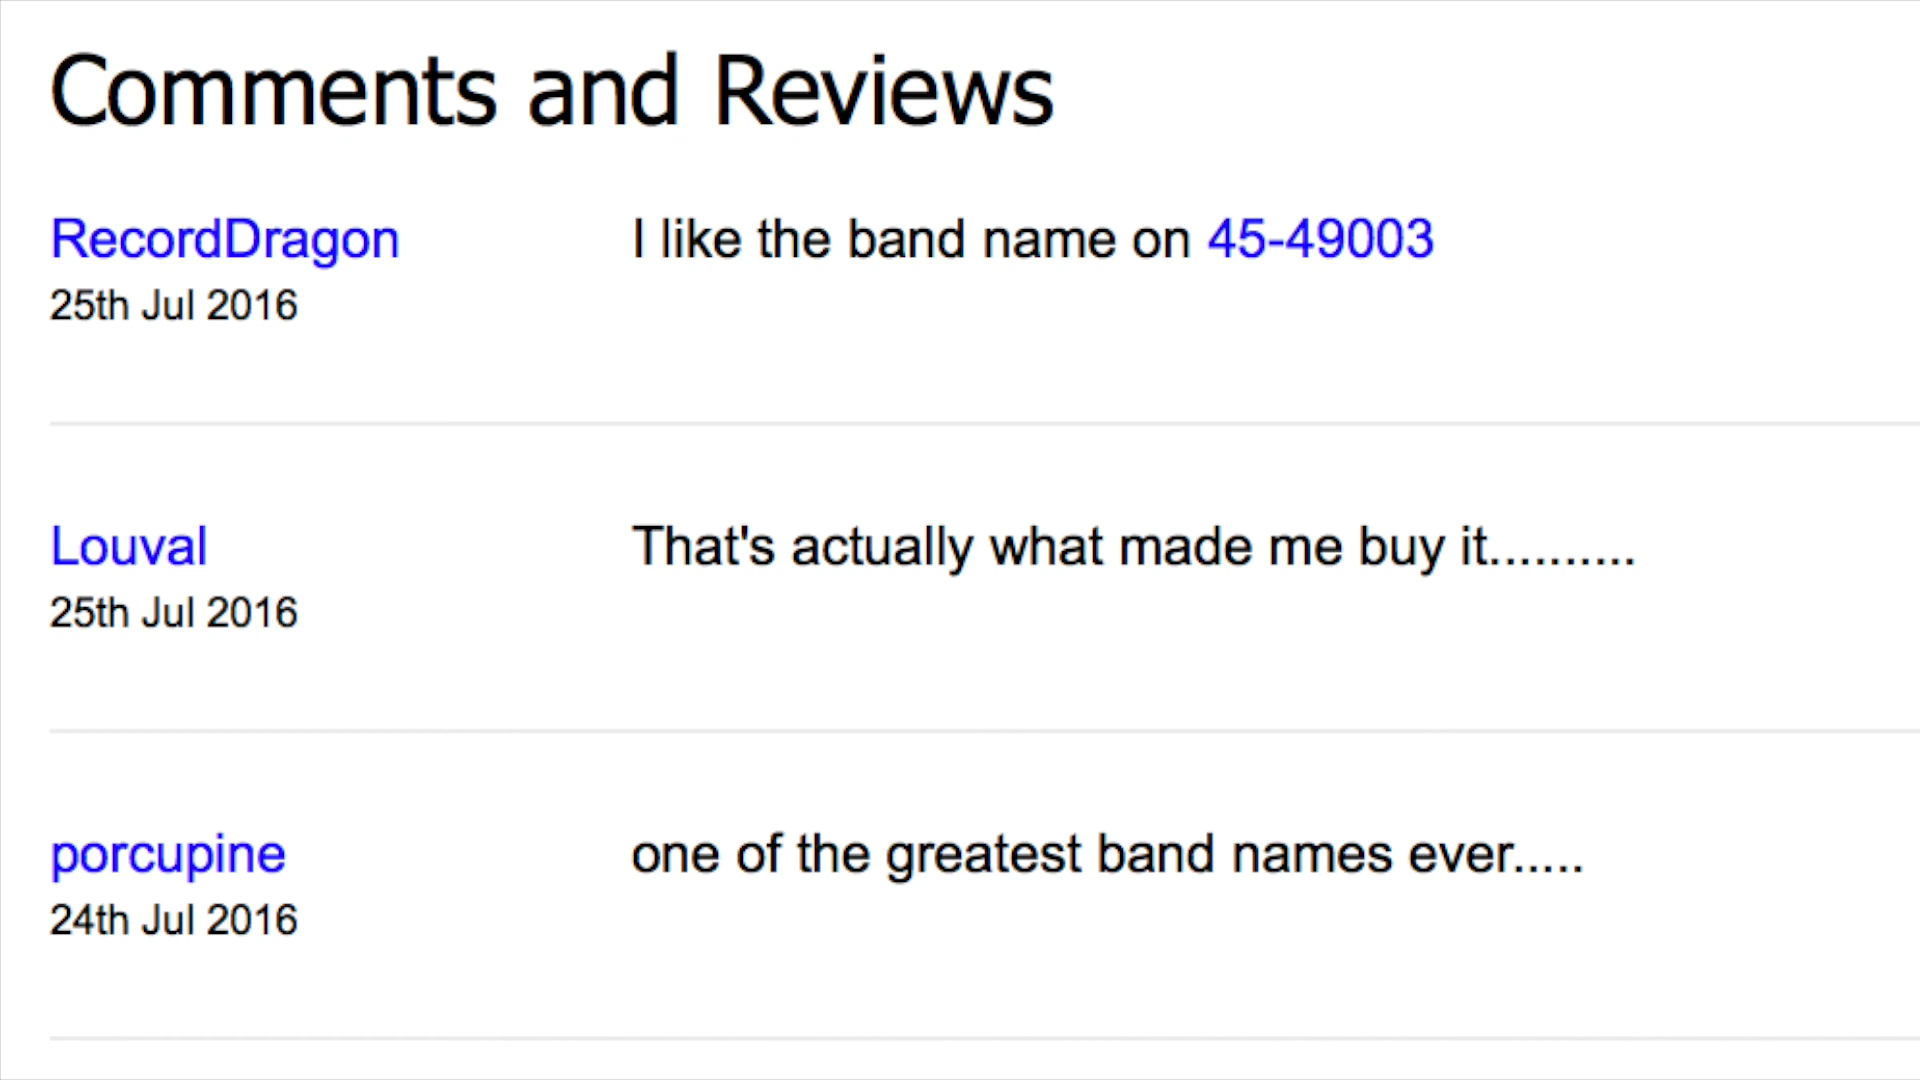 Comments and Reviews
RecordDragon
25th Jul 2016
I like the band name on 45-49003
Louval
25th Jul 2016
That's actually what made me buy it..........
porcupine
24th Jul 2016
one of the greatest band names ever.....